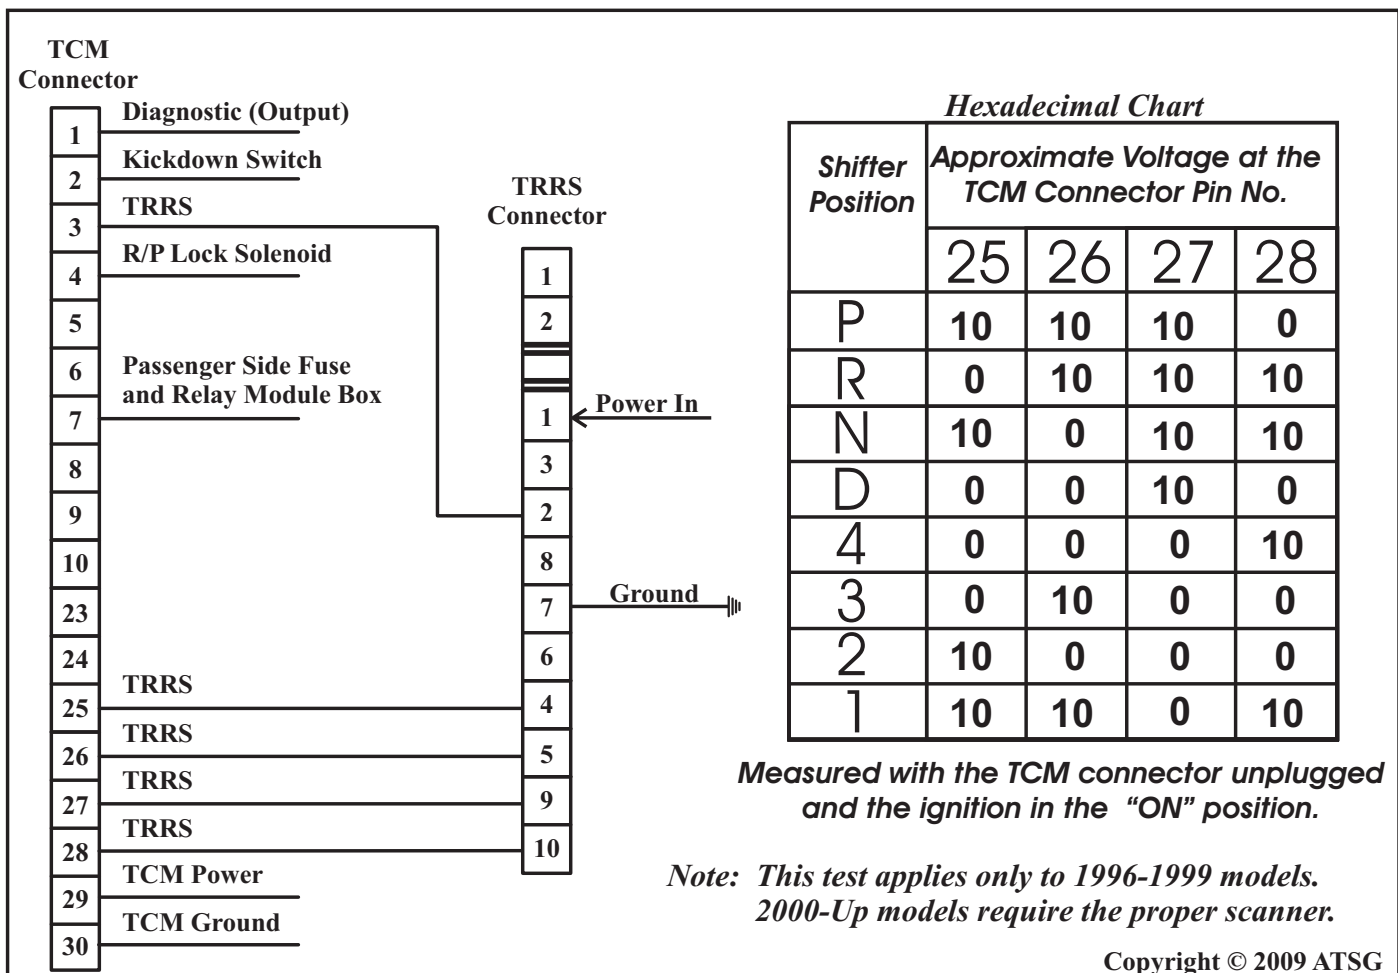 TCM
Connector
1
Diagnostic (Output)
2
Kickdown Switch
3
TRRS
4
R/P Lock Solenoid
5
6
Passenger Side Fuse
and Relay Module Box
7
8
9
10
23
24
25
TRRS
26
TRRS
27
TRRS
28
TRRS
29
TCM Power
30
TCM Ground
TRRS
Connector
1
2
1
Power In
3
2
8
7
Ground
6
4
5
9
10
Hexadecimal Chart
Shifter
Position
Approximate Voltage at the
TCM Connector Pin No.
25 26 27 28
P 10 10 10 0
R 0 10 10 10
N 10 0 10 10
D 0 0 10 0
4 0 0 0 10
3 0 10 0 0
2 10 0 0 0
1 10 10 0 10
Measured with the TCM connector unplugged
and the ignition in the “ON” position.
Note: This test applies only to 1996-1999 models.
2000-Up models require the proper scanner.
Copyright © 2009 ATSG